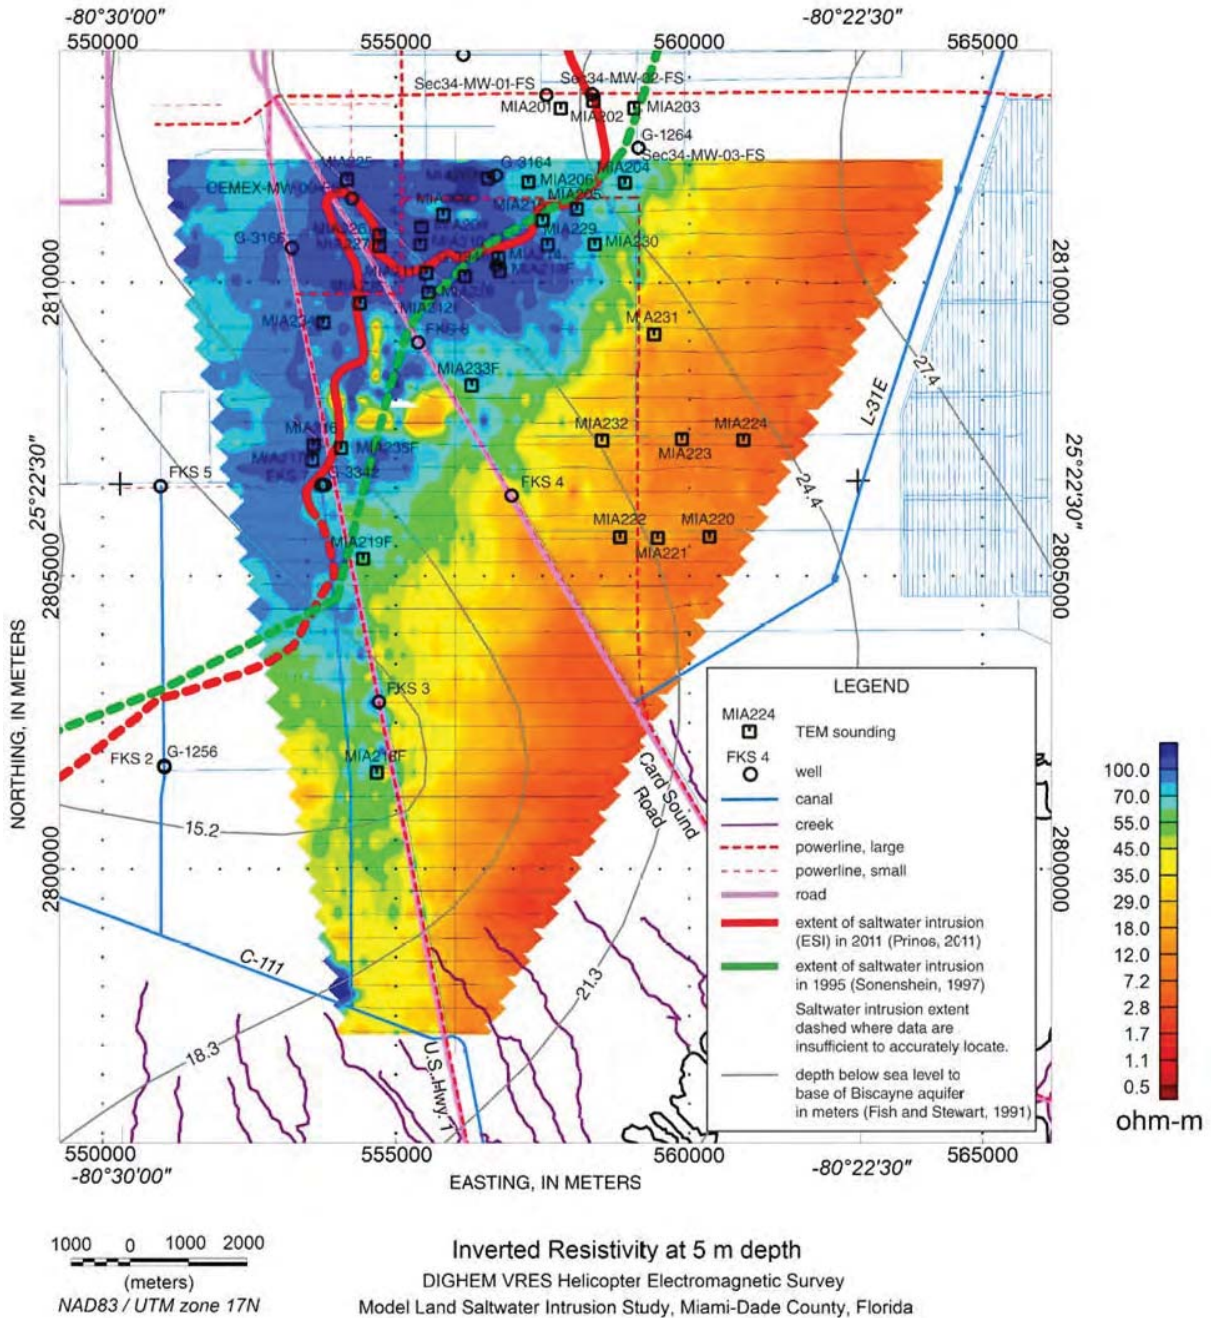 -80°30'00"
-80°22'30"
550000
555000
560000
565000
Sec34-MW-01-FS
Sec34-MW-02-FS
MIA201
MIA202
MIA203
G-1264
Sec34-MW-03-FS
G-3164
MIA204
MIA206
MIA205
MIA229
MIA230
G-3166
2810000
2810000
MIA231
MIA233F
27.4
L-31E
MIA232
MIA224
MIA223
MIA235F
G-3342
FKS 5
FKS 4
24.4
25°22'30"
25°22'30"
MIA222
MIA220
MIA221
MIA219F
2805000
2805000
NORTHING, IN METERS
FKS 3
FKS 2
G-1256
MIA218F
15.2
Card Sound
Road
2800000
2800000
C-111
21.3
18.3
U.S. Hwy. 1
LEGEND
MIA224
TEM sounding
FKS 4
well
canal
creek
powerline, large
powerline, small
road
extent of saltwater intrusion
(ESI) in 2011 (Prinos, 2011)
extent of saltwater intrusion
in 1995 (Sonenshein, 1997)
Saltwater intrusion extent
dashed where data are
insufficient to accurately locate.
depth below sea level to
base of Biscayne aquifer
in meters (Fish and Stewart, 1991)
100.0
70.0
55.0
45.0
35.0
29.0
18.0
12.0
7.2
2.8
1.7
1.1
0.5
ohm-m
550000
555000
560000
565000
-80°30'00"
-80°22'30"
EASTING, IN METERS
1000 0 1000 2000
(meters)
NAD83 / UTM zone 17N
Inverted Resistivity at 5 m depth
DIGHEM VRES Helicopter Electromagnetic Survey
Model Land Saltwater Intrusion Study, Miami-Dade County, Florida